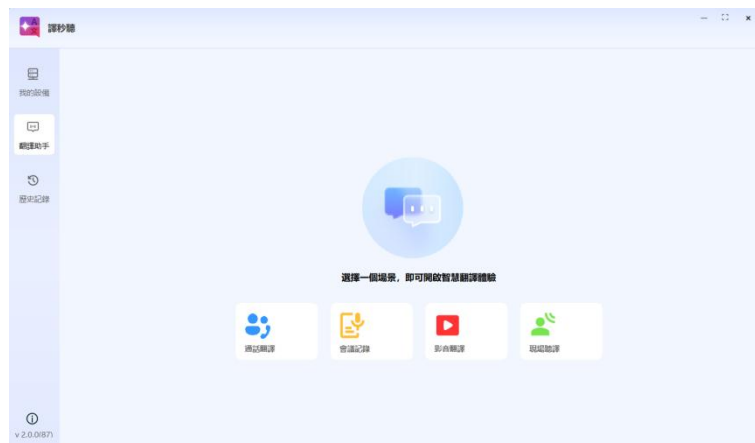 譯秒聽
我的設備
翻譯助手
歷史記錄
選擇一個場景，即可開啟智慧翻譯體驗
通話翻譯
會議記錄
影音翻譯
現場聽譯
v 2.0.0(87)